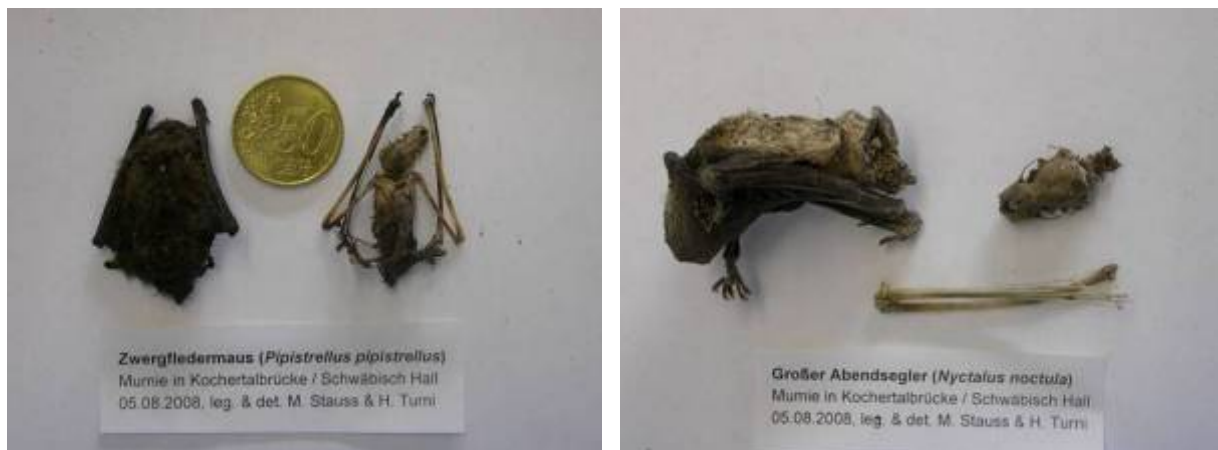 50
Zwergfledermaus (Pipistrellus pipistrellus)
Mumie in Kochertalbrücke / Schwäbisch Hall
05.08.2008, leg. & det. M. Stauss & H. Turni
Großer Abendsegler (Nyctalus noctula)
Mumie in Kochertalbrücke / Schwäbisch Hall
05.08.2008, leg. & det. M. Stauss & H. Turni